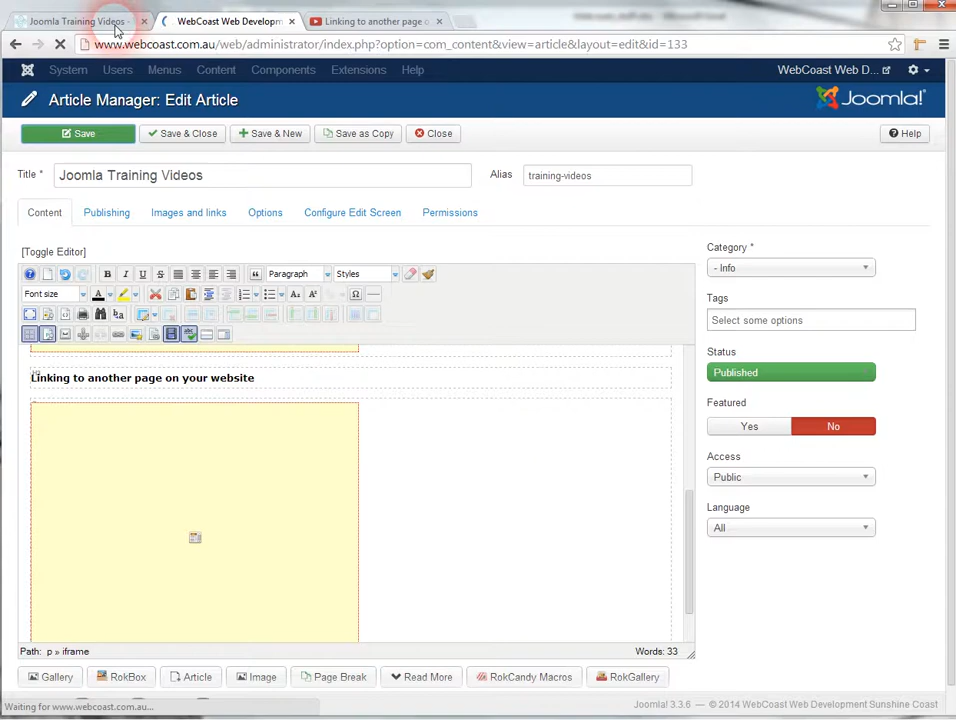 Joomla Training Videos -
WebCoast Web Developm
Linking to another page o
www.webcoast.com.au/web/administrator/index.php?option=com_content&view=article&layout=edit&id=133
System Users Menus Content Components Extensions Help WebCoast Web D...
Article Manager: Edit Article Joomla!
Save Save & Close Save & New Save as Copy Close Help
Title * Joomla Training Videos Alias training-videos
Content Publishing Images and links Options Configure Edit Screen Permissions
[Toggle Editor]
Category *
- Info
Tags
Select some options
Status
Published
Featured
Yes No
Access
Public
Language
All
B I U S Paragraph Styles
Font size
Linking to another page on your website
Path: p » iframe Words: 33
Gallery RokBox Article Image Page Break Read More RokCandy Macros RokGallery
Waiting for www.webcoast.com.au...
Joomla! 3.3.6 — © 2014 WebCoast Web Development Sunshine Coast